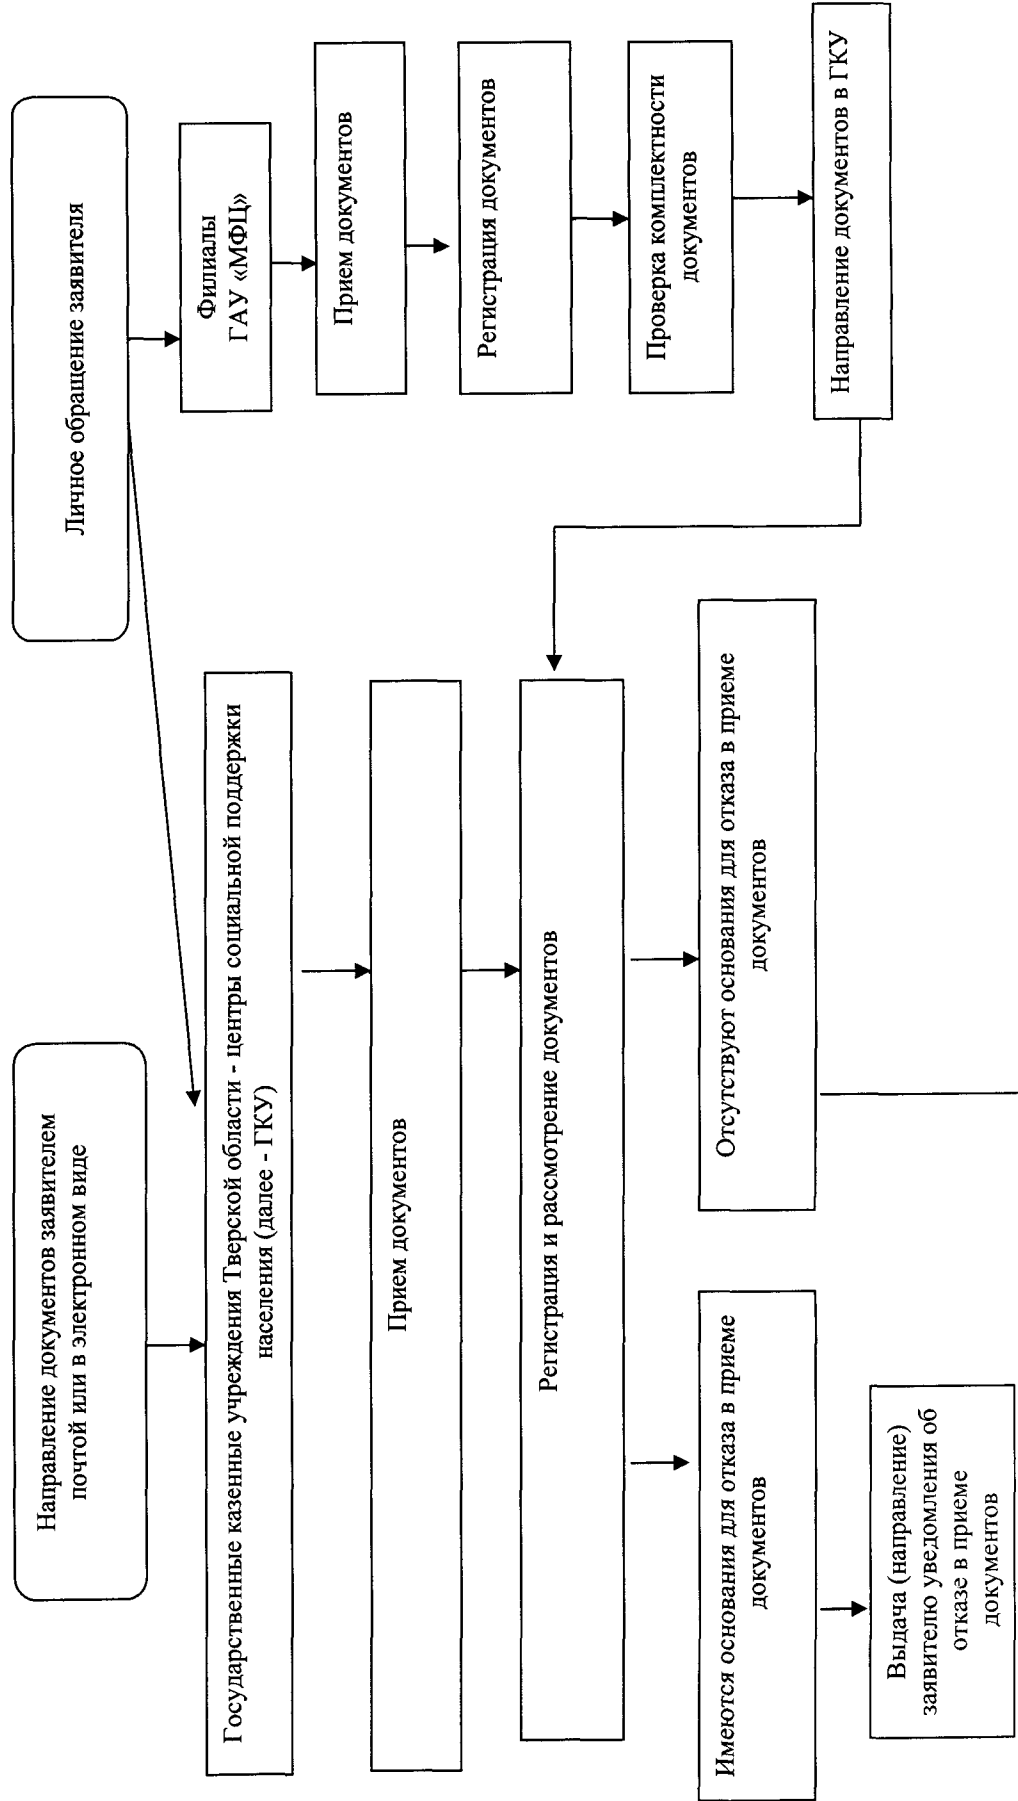 Направление документов заявителем
почтой или в электронном виде
Личное обращение заявителя
Государственные казенные учреждения Тверской области - центры социальной поддержки
населения (далее - ГКУ)
Филиалы
ГАУ «МФЦ»
Прием документов
Прием документов
Регистрация документов
Регистрация и рассмотрение документов
Проверка комплектности
документов
Имеются основания для отказа в приеме
документов
Отсутствуют основания для отказа в приеме
документов
Направление документов в ГКУ
Выдача (направление)
заявителю уведомления об
отказе в приеме
документов